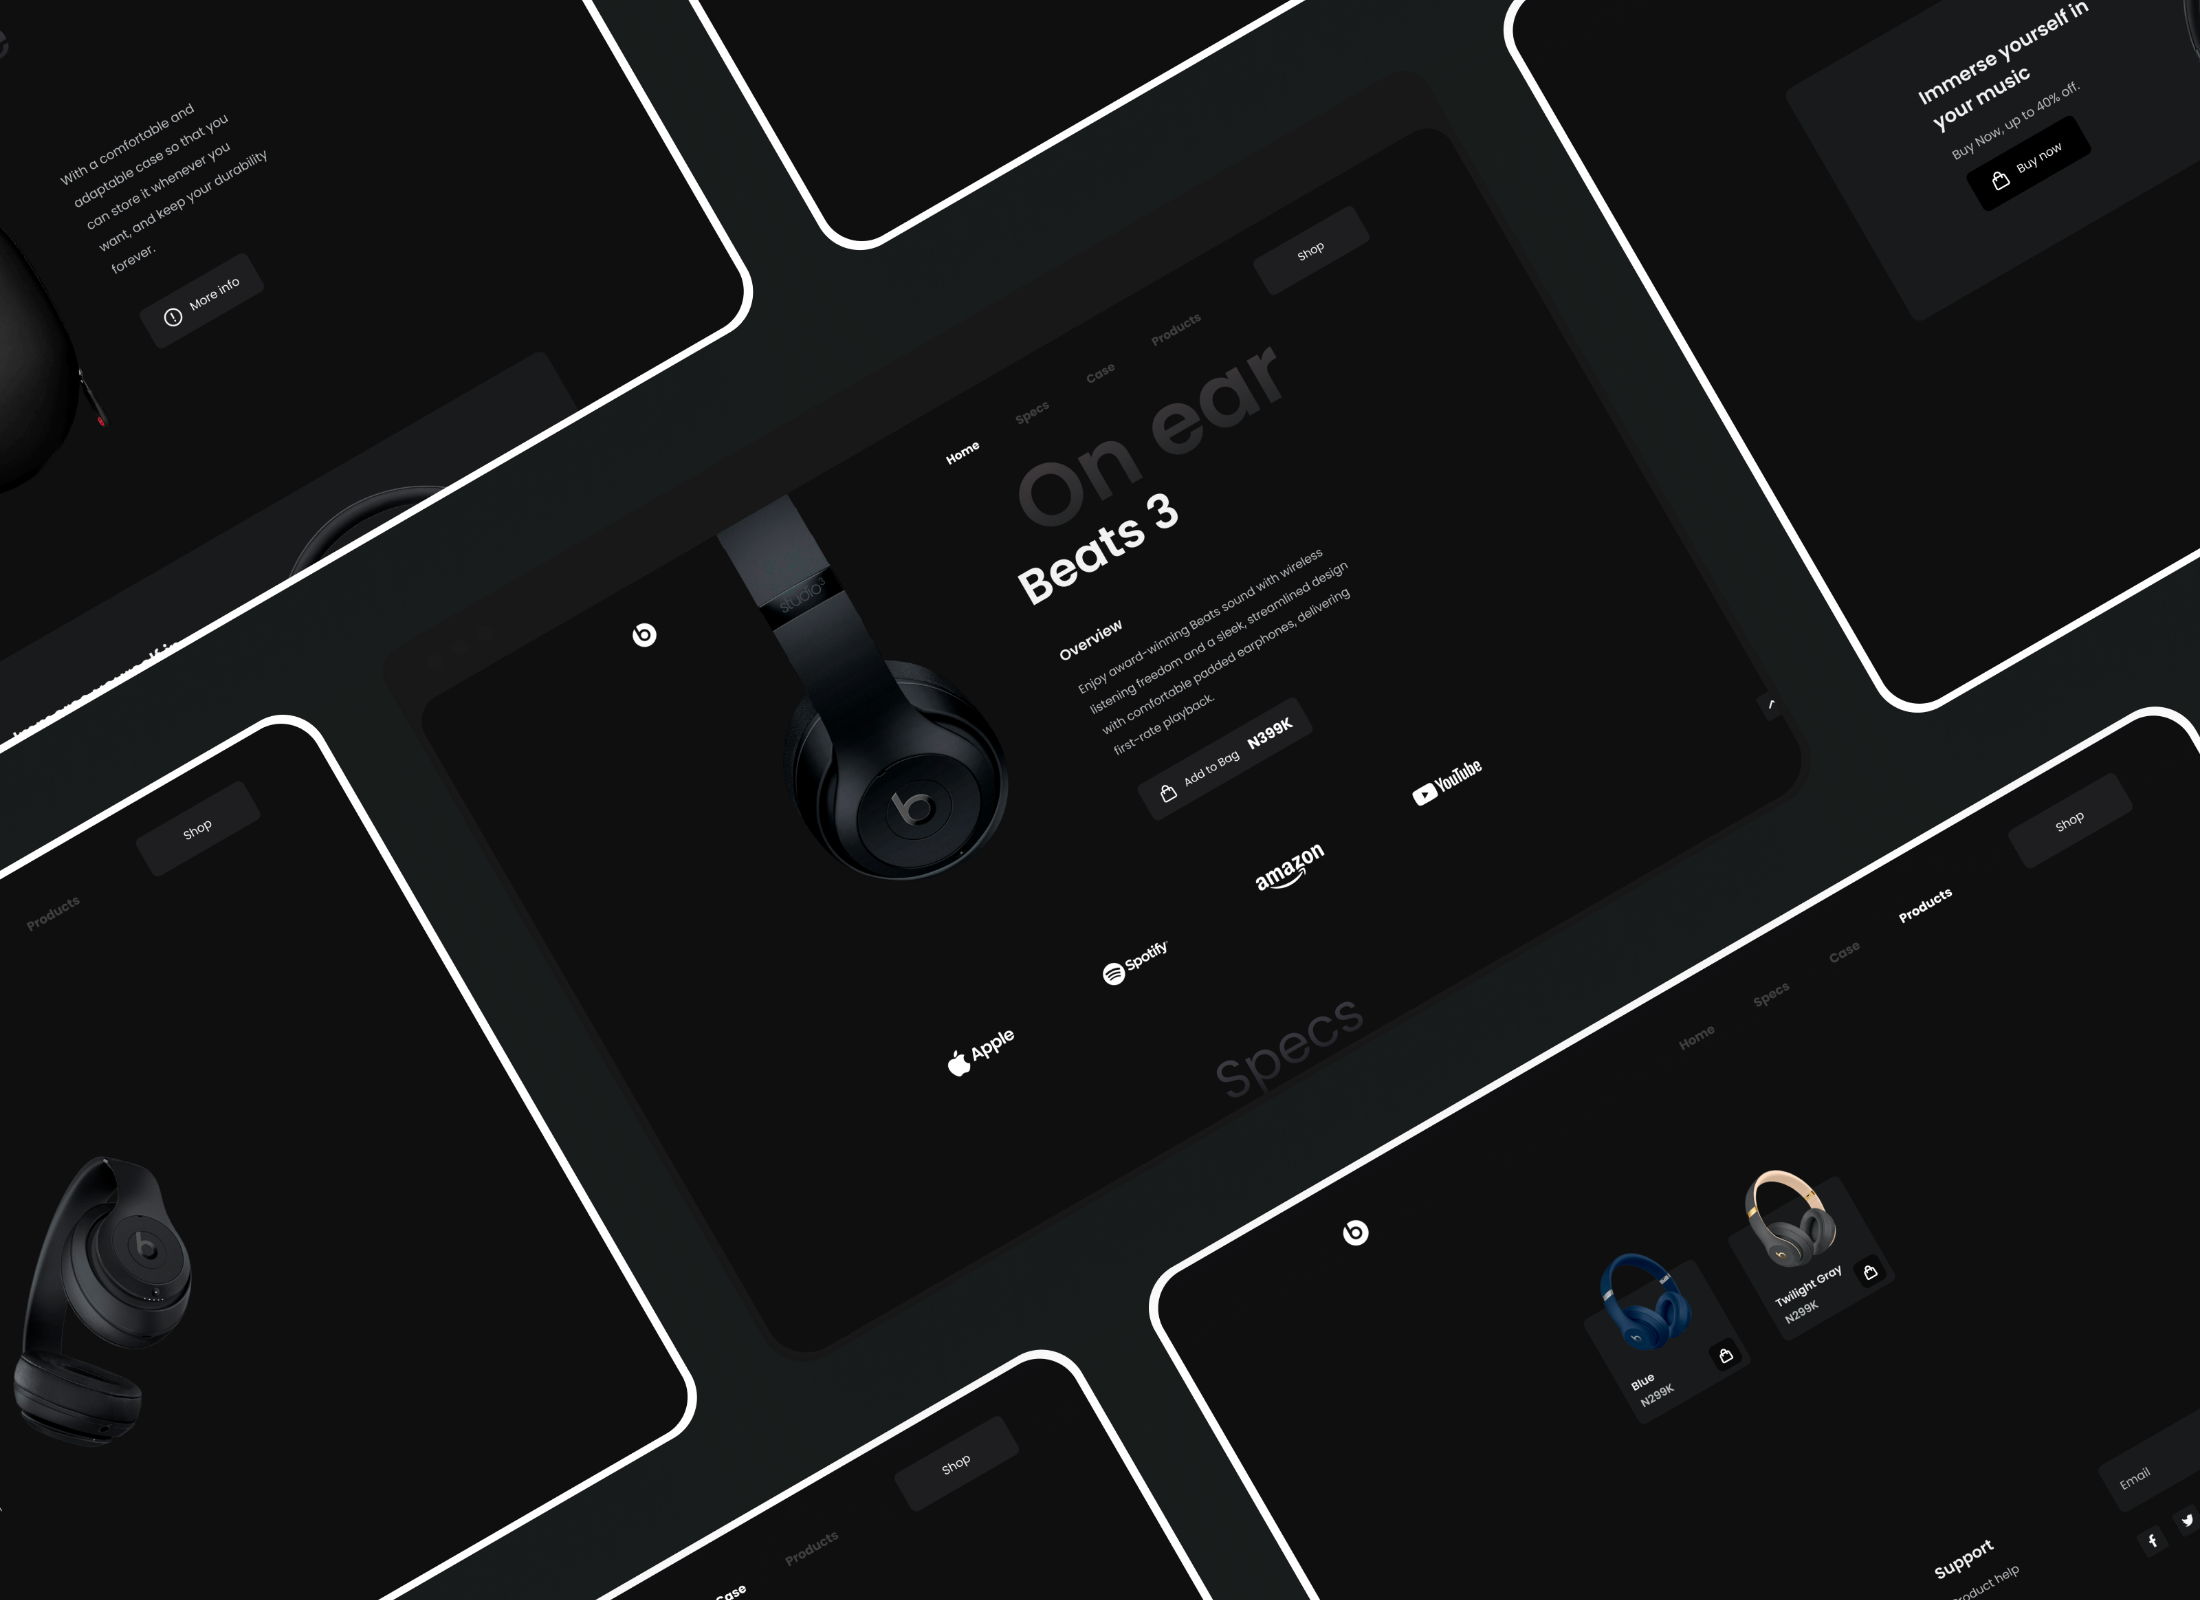 With a comfortable and
adaptable case so that you
can store it whenever you
want, and keep your durability
forever.
More info
Immerse yourself in
your music
Buy Now, up to 40% off.
Buy now
Home
Specs
Case
Products
Shop
On ear
Beats 3
studio3
Overview
Enjoy award-winning Beats sound with wireless
listening freedom and a sleek, streamlined design
with comfortable padded earphones, delivering
first-rate playback.
Add to Bag N399K
Apple
Spotify
amazon
YouTube
Specs
Products
Shop
Products
Shop
Home
Specs
Case
Products
Shop
Blue
N299K
Twilight Gray
N299K
Email
Support